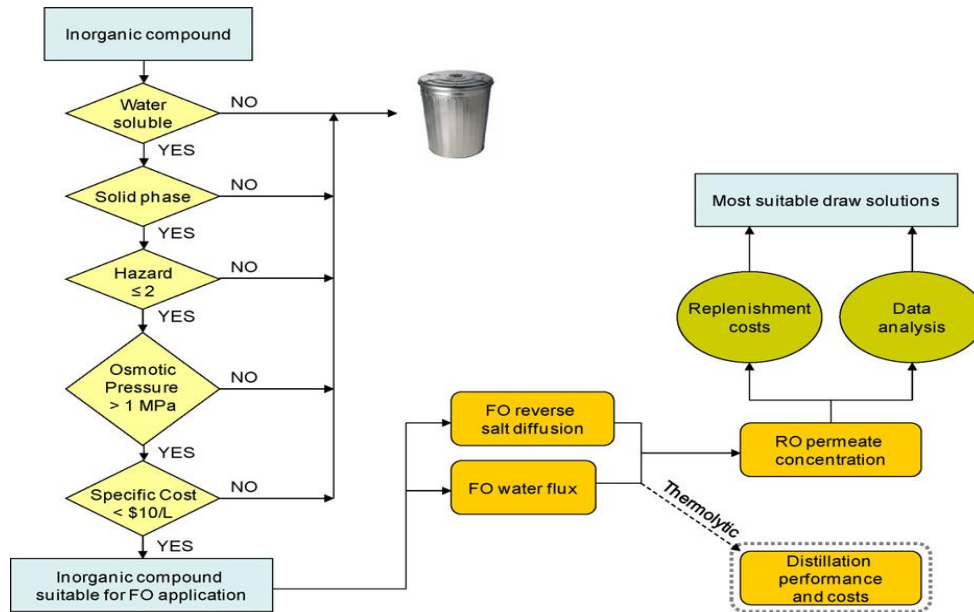 Inorganic compound
Water
soluble
NO
YES
Solid phase
NO
YES
Hazard
≤ 2
NO
YES
Osmotic
Pressure
> 1 MPa
NO
YES
Specific Cost
< $10/L
NO
YES
Inorganic compound
suitable for FO application
FO reverse
salt diffusion
FO water flux
Thermolytic
RO permeate
concentration
Distillation
performance
and costs
Replenishment
costs
Data
analysis
Most suitable draw solutions